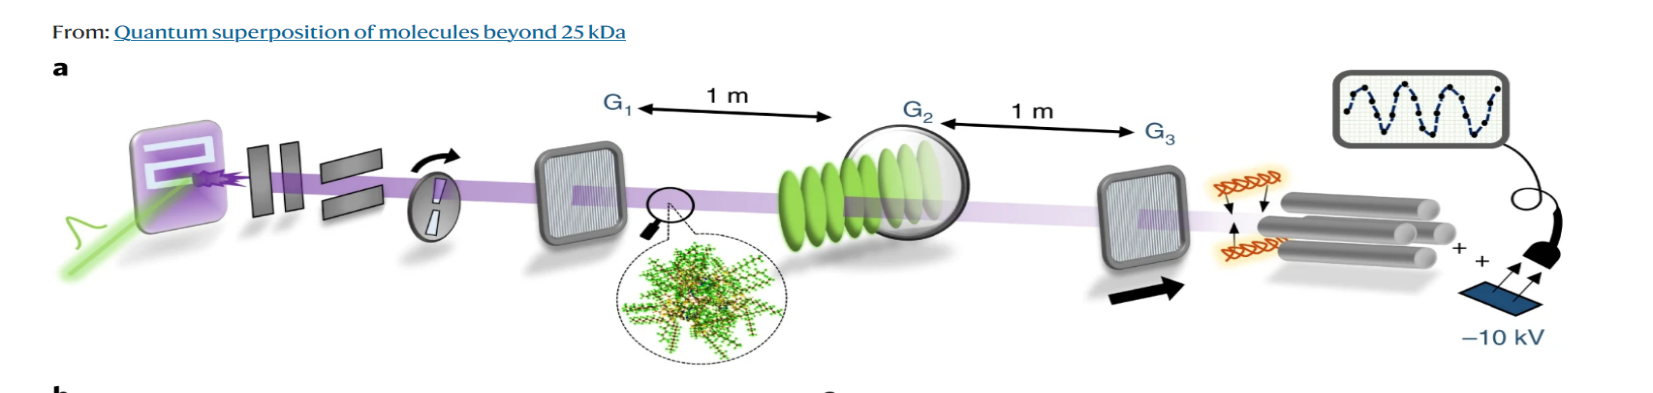 From: Quantum superposition of molecules beyond 25 kDa
a
G₁
1 m
G₂
1 m
G₃
+
+
−10 kV